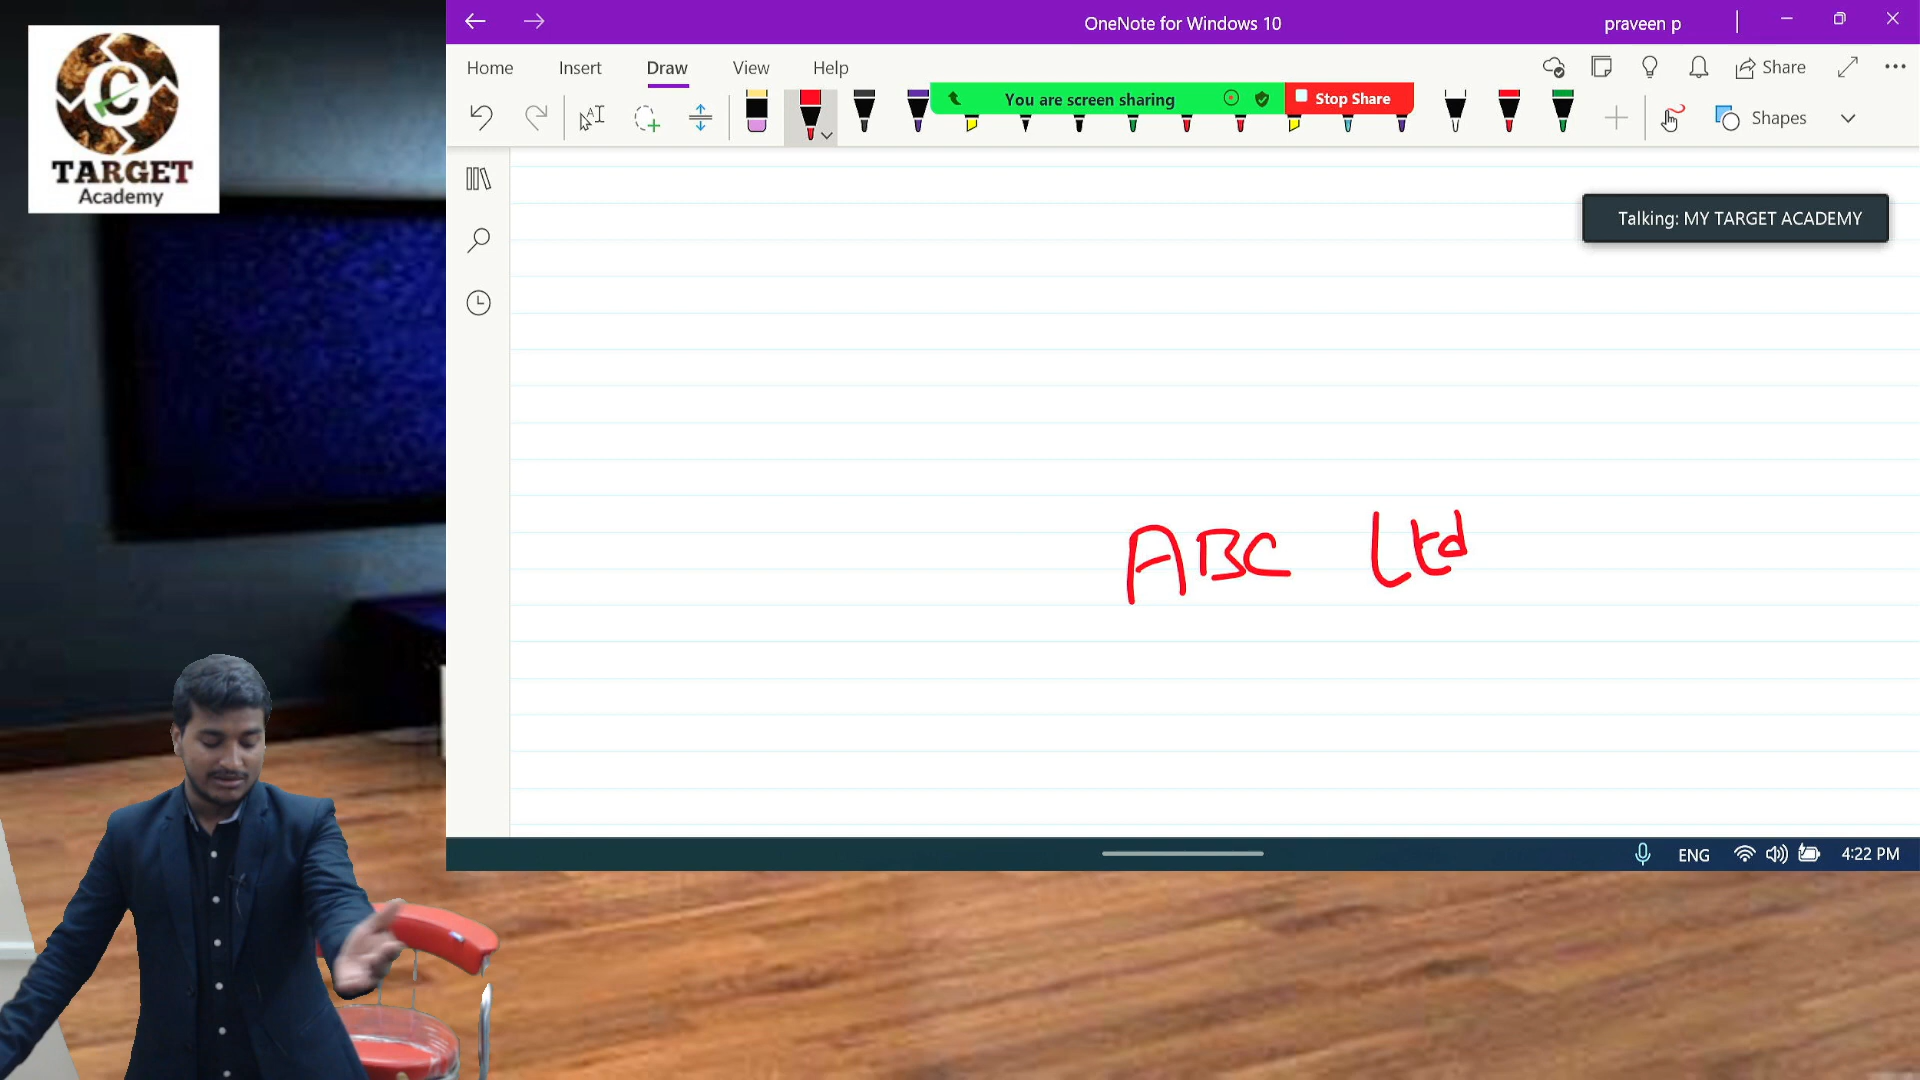 C
TARGET
Academy
OneNote for Windows 10
praveen p
Home Insert Draw View Help
Share
You are screen sharing
Stop Share
Shapes
Talking: MY TARGET ACADEMY
ABC Ltd
ENG
4:22 PM